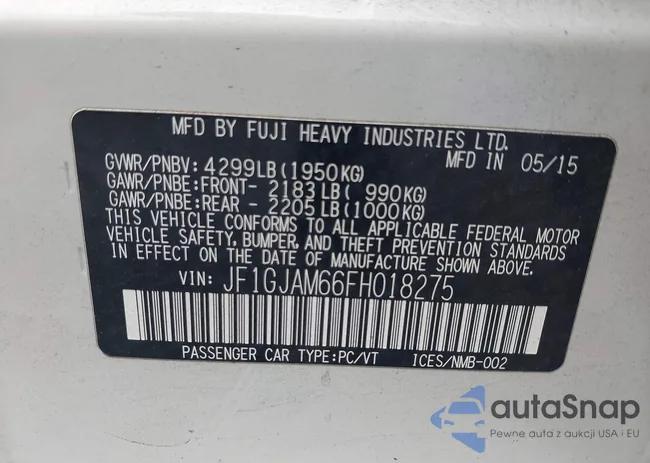 MFD BY FUJI HEAVY INDUSTRIES LTD.
MFD IN 05/15
GVWR/PNBV: 4299LB(1950KG)
GAWR/PNBE:FRONT- 2183LB( 990KG)
GAWR/PNBE:REAR - 2205LB(1000KG)
THIS VEHICLE CONFORMS TO ALL APPLICABLE FEDERAL MOTOR
VEHICLE SAFETY, BUMPER, AND THEFT PREVENTION STANDARDS
IN EFFECT ON THE DATE OF MANUFACTURE SHOWN ABOVE.
VIN: JF1GJAM66FH018275
PASSENGER CAR TYPE:PC/VT ICES/NMB-002
autoSnap
Pewne auta z aukcji USA i EU